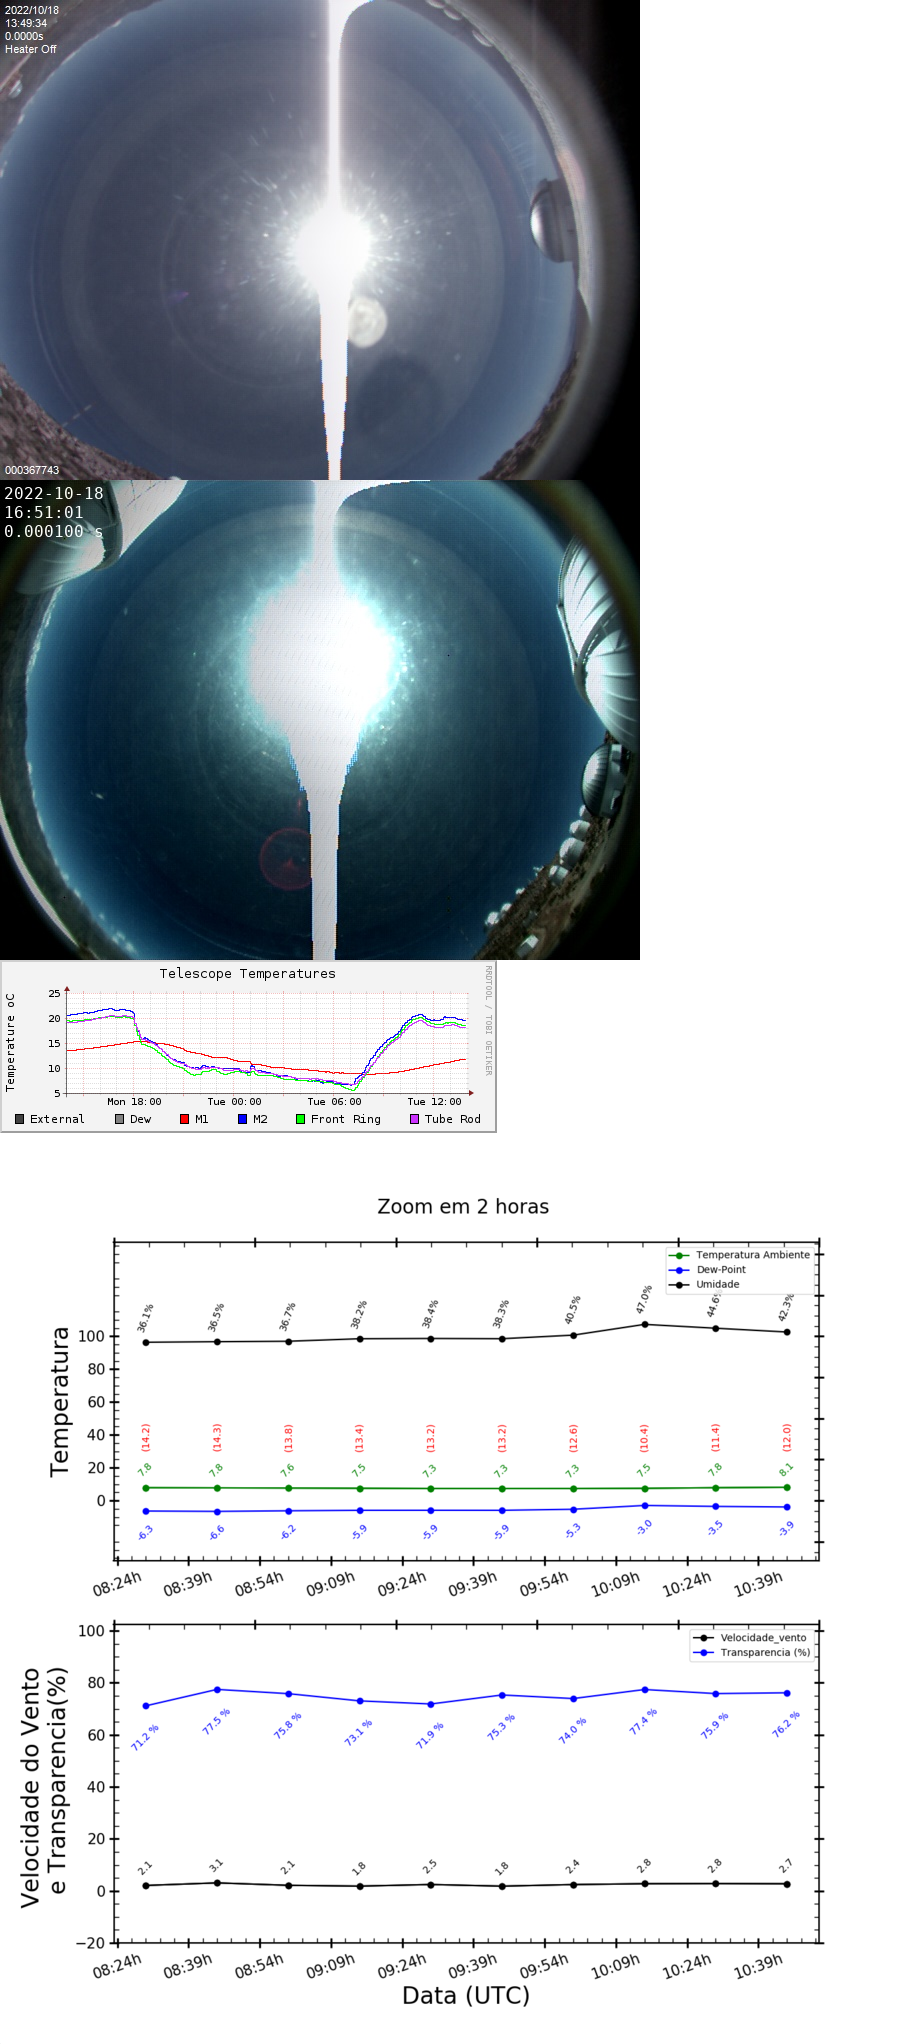 2022/10/18
13:49:34
0.0000s
Heater Off
000367743
2022-10-18
16:51:01
0.000100 s
Telescope Temperatures
RRDTOOL / TOBI OETIKER
Temperature oC
25
20
15
10
5
Mon 18:00 Tue 00:00 Tue 06:00 Tue 12:00
External Dew M1 M2 Front Ring Tube Rod
Zoom em 2 horas
Temperatura Ambiente
Dew-Point
Umidade
36.1% 36.5% 36.7% 38.2% 38.4% 38.3% 40.5% 47.0% 44.6% 42.3%
Temperatura
100
80
60
40
20
0
(14.2) (14.3) (13.8) (13.4) (13.2) (13.2) (12.6) (10.4) (11.4) (12.0)
7.8 7.8 7.6 7.5 7.3 7.3 7.3 7.5 7.8 8.1
-6.3 -6.6 -6.2 -5.9 -5.9 -5.9 -5.3 -3.0 -3.5 -3.9
08:24h 08:39h 08:54h 09:09h 09:24h 09:39h 09:54h 10:09h 10:24h 10:39h
Velocidade_vento
Transparencia (%)
Velocidade do Vento
e Transparencia(%)
100
80
60
40
20
0
−20
71.2 % 77.5 % 75.8 % 73.1 % 71.9 % 75.3 % 74.0 % 77.4 % 75.9 % 76.2 %
2.1 3.1 2.1 1.8 2.5 1.8 2.4 2.8 2.8 2.7
08:24h 08:39h 08:54h 09:09h 09:24h 09:39h 09:54h 10:09h 10:24h 10:39h
Data (UTC)